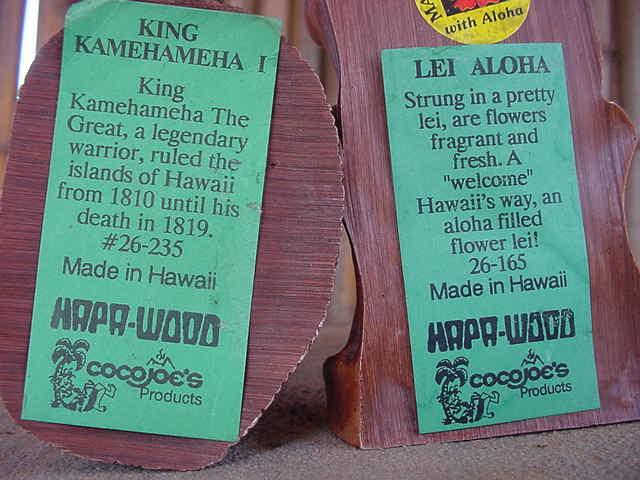 KING
KAMEHAMEHA I
King
Kamehameha The
Great, a legendary
warrior, ruled the
islands of Hawaii
from 1810 until his
death in 1819.
#26-235
Made in Hawaii
HAPA-WOOD
by
COCOJOE'S
Products
with Aloha
LEI ALOHA
Strung in a pretty
lei, are flowers
fragrant and
fresh. A
"welcome"
Hawaii's way, an
aloha filled
flower lei!
26-165
Made in Hawaii
HAPA-WOOD
by
COCOJOE'S
Products